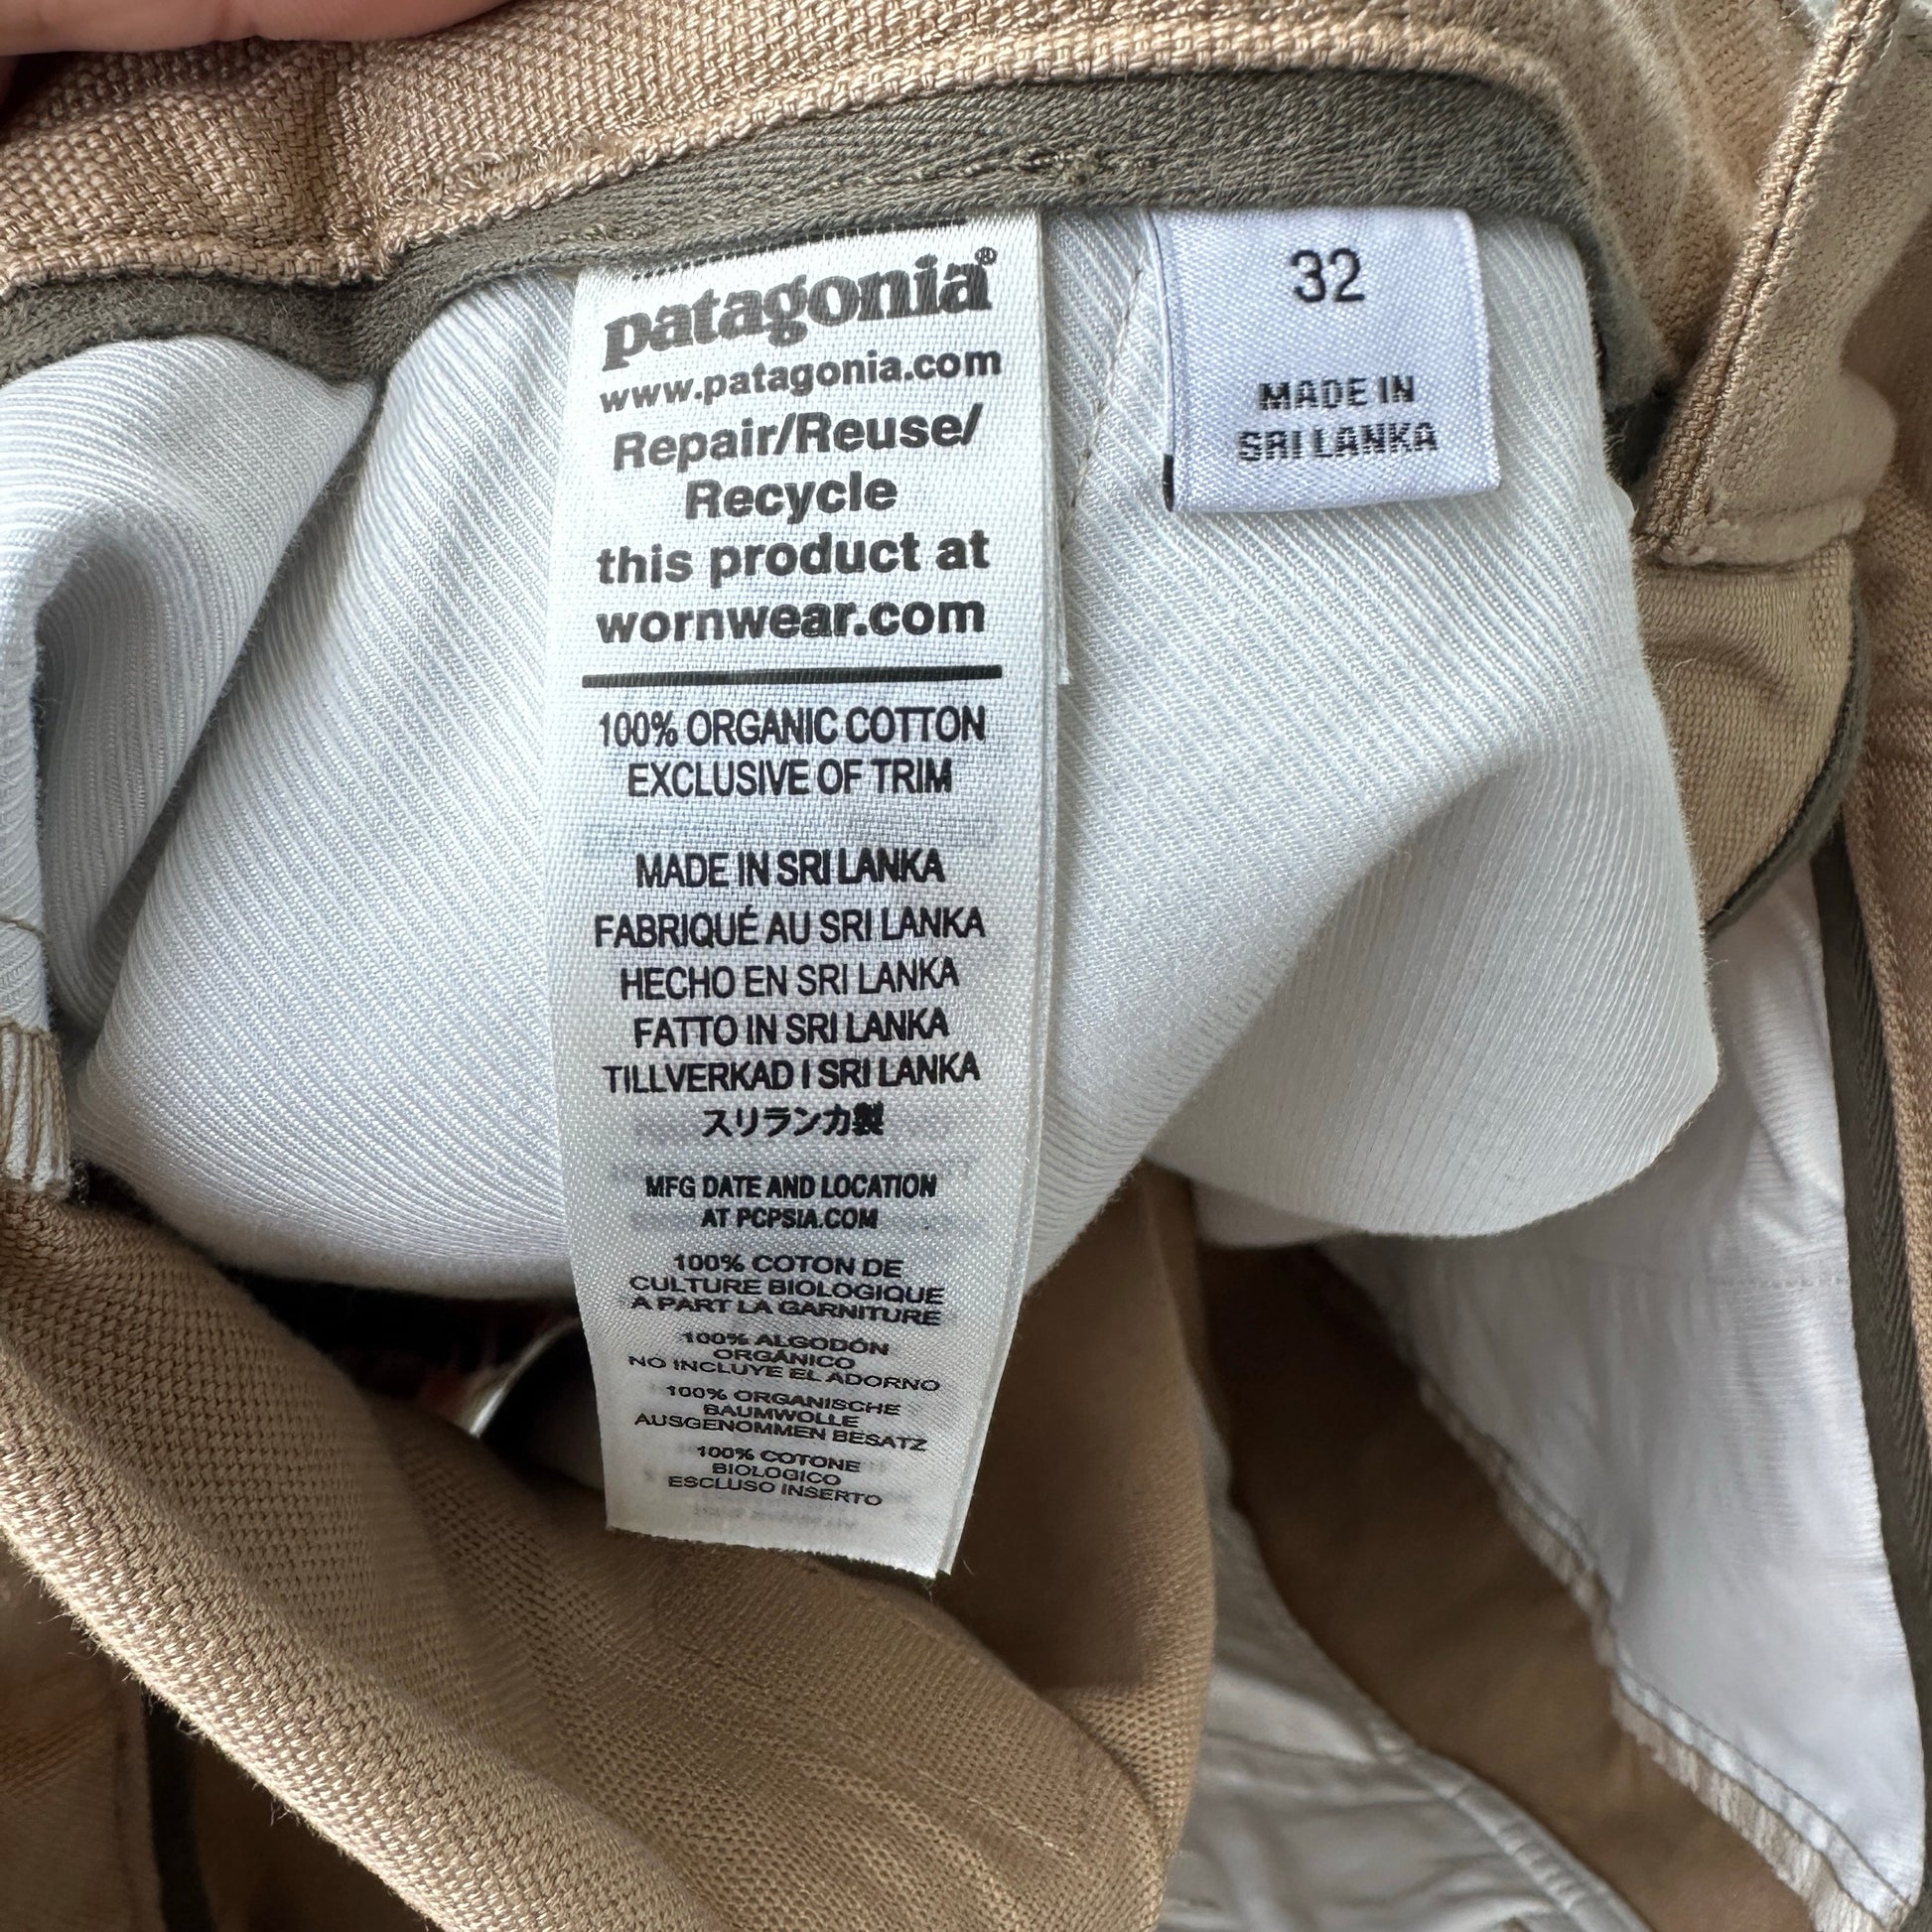 patagonia®
www.patagonia.com
Repair/Reuse/
Recycle
this product at
wornwear.com
100% ORGANIC COTTON
EXCLUSIVE OF TRIM
MADE IN SRI LANKA
FABRIQUÉ AU SRI LANKA
HECHO EN SRI LANKA
FATTO IN SRI LANKA
TILLVERKAD I SRI LANKA
スリランカ製
MFG DATE AND LOCATION
AT PCPSIA.COM
100% COTON DE
CULTURE BIOLOGIQUE
A PART LA GARNITURE
100% ALGODÓN
ORGÁNICO
NO INCLUYE EL ADORNO
100% ORGANISCHE
BAUMWOLLE
AUSGENOMMEN BESATZ
100% COTONE
BIOLOGICO
ESCLUSO INSERTO
32
MADE IN
SRI LANKA